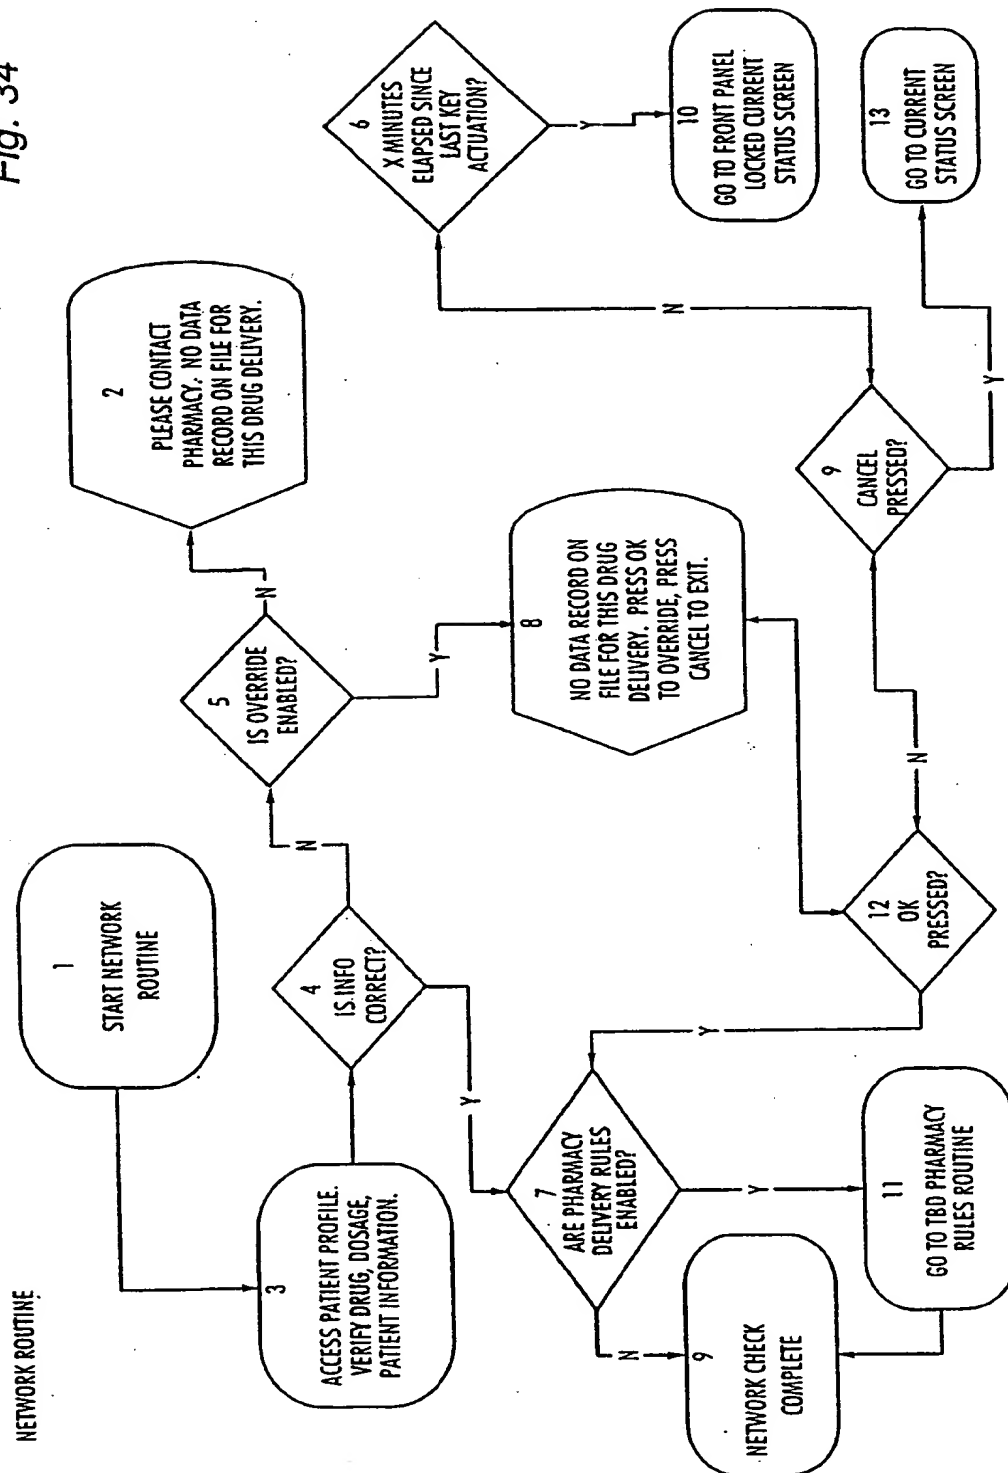 Fig. 34
NETWORK ROUTINE
1
START NETWORK
ROUTINE
2
PLEASE CONTACT
PHARMACY. NO DATA
RECORD ON FILE FOR
THIS DRUG DELIVERY.
3
ACCESS PATIENT PROFILE.
VERIFY DRUG, DOSAGE,
PATIENT INFORMATION.
4
IS INFO
CORRECT?
N
Y
5
IS OVERRIDE
ENABLED?
N
Y
6
X MINUTES
ELAPSED SINCE
LAST KEY
ACTUATION?
Y
N
7
ARE PHARMACY
DELIVERY RULES
ENABLED?
N
Y
8
NO DATA RECORD ON
FILE FOR THIS DRUG
DELIVERY. PRESS OK
TO OVERRIDE, PRESS
CANCEL TO EXIT.
9
CANCEL
PRESSED?
Y
N
10
GO TO FRONT PANEL
LOCKED CURRENT
STATUS SCREEN
9
NETWORK CHECK
COMPLETE
11
GO TO TBD PHARMACY
RULES ROUTINE
12
OK
PRESSED?
Y
13
GO TO CURRENT
STATUS SCREEN